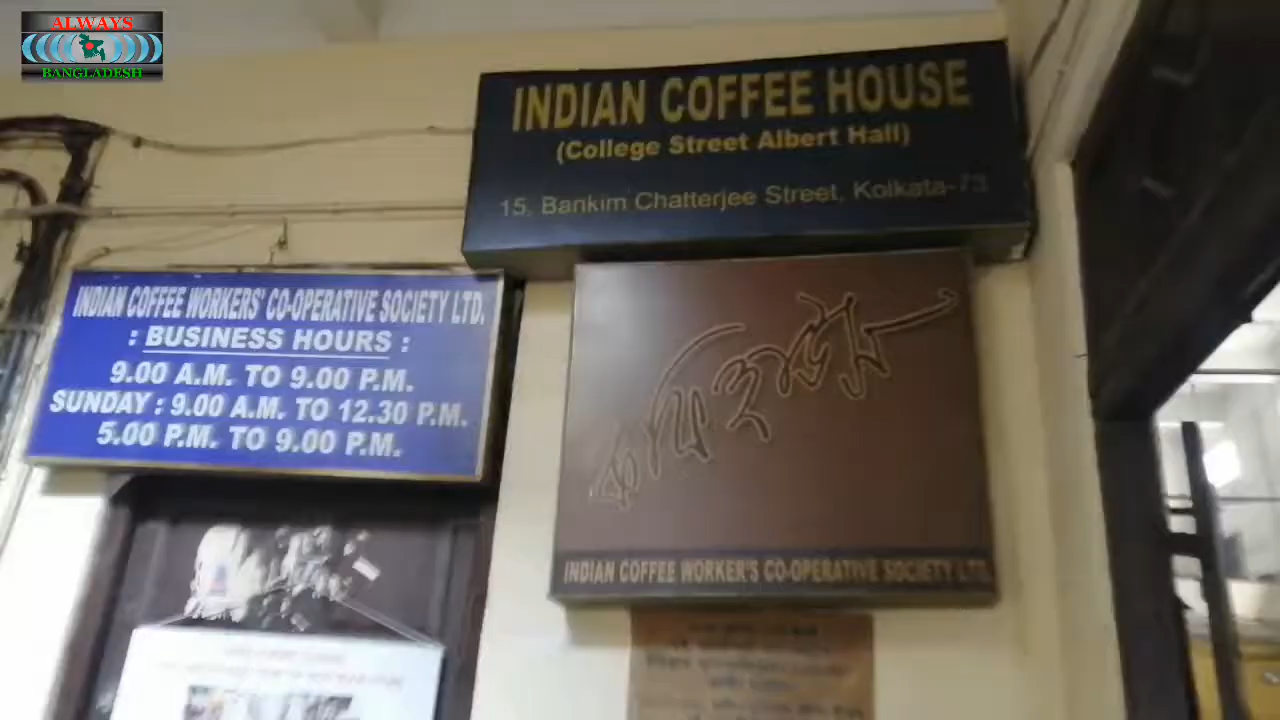 ALWAYS
BANGLADESH
INDIAN COFFEE HOUSE
(College Street Albert Hall)
15, Bankim Chatterjee Street, Kolkata-73
INDIAN COFFEE WORKERS' CO-OPERATIVE SOCIETY LTD.
: BUSINESS HOURS :
9.00 A.M. TO 9.00 P.M.
SUNDAY : 9.00 A.M. TO 12.30 P.M.
5.00 P.M. TO 9.00 P.M.
কফি হাউস
INDIAN COFFEE WORKER'S CO-OPERATIVE SOCIETY LTD.